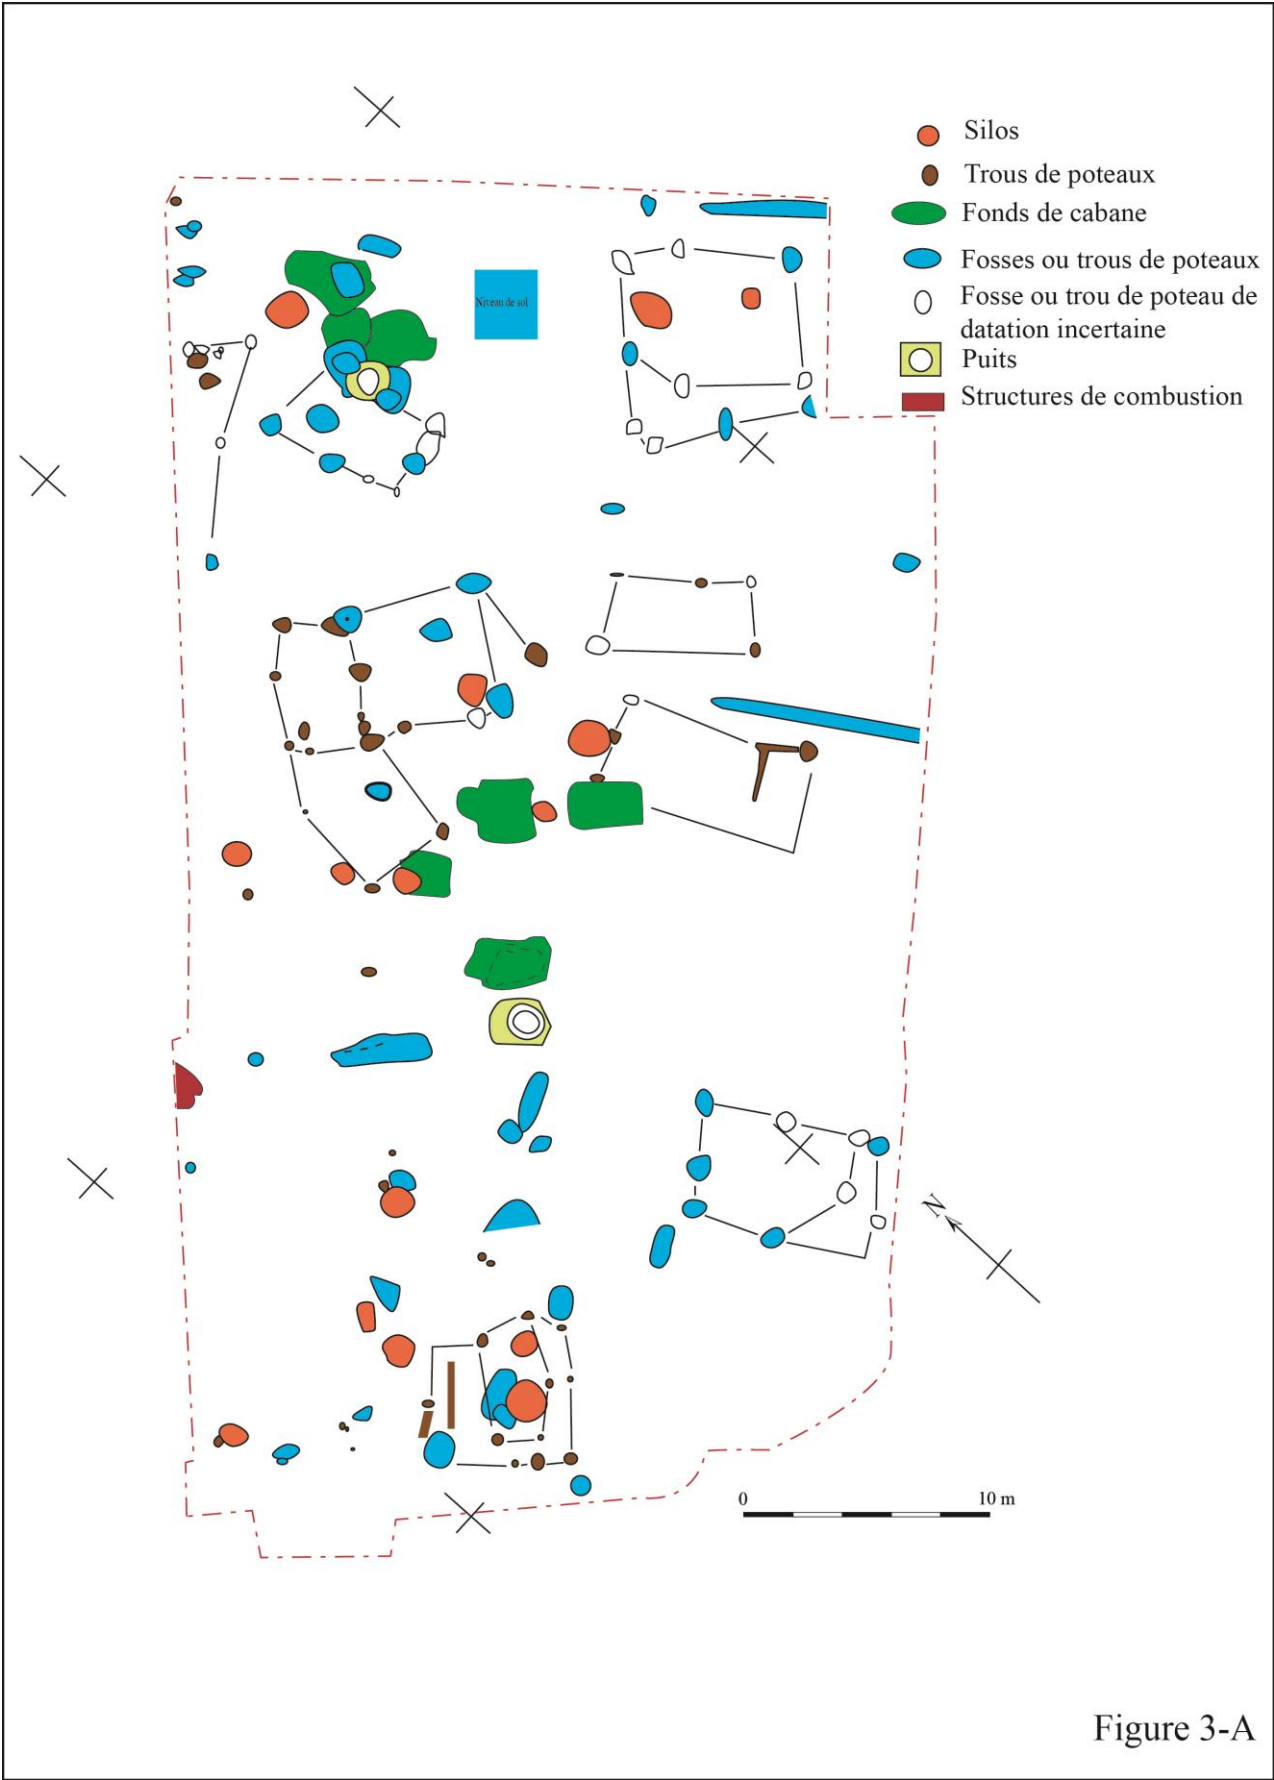 Silos
Trous de poteaux
Fonds de cabane
Fosses ou trous de poteaux
Fosse ou trou de poteau de
datation incertaine
Puits
Structures de combustion
Niveau de sol
N
0 10 m
Figure 3-A